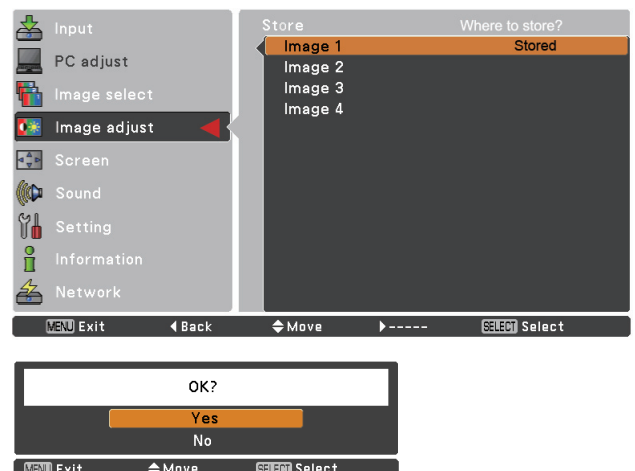 Input
PC adjust
Image select
Image adjust
Screen
Sound
Setting
Information
Network
Store Where to store?
Image 1 Stored
Image 2
Image 3
Image 4
MENU Exit Back Move ----- SELECT Select
OK?
Yes
No
MENU Exit Move SELECT Select